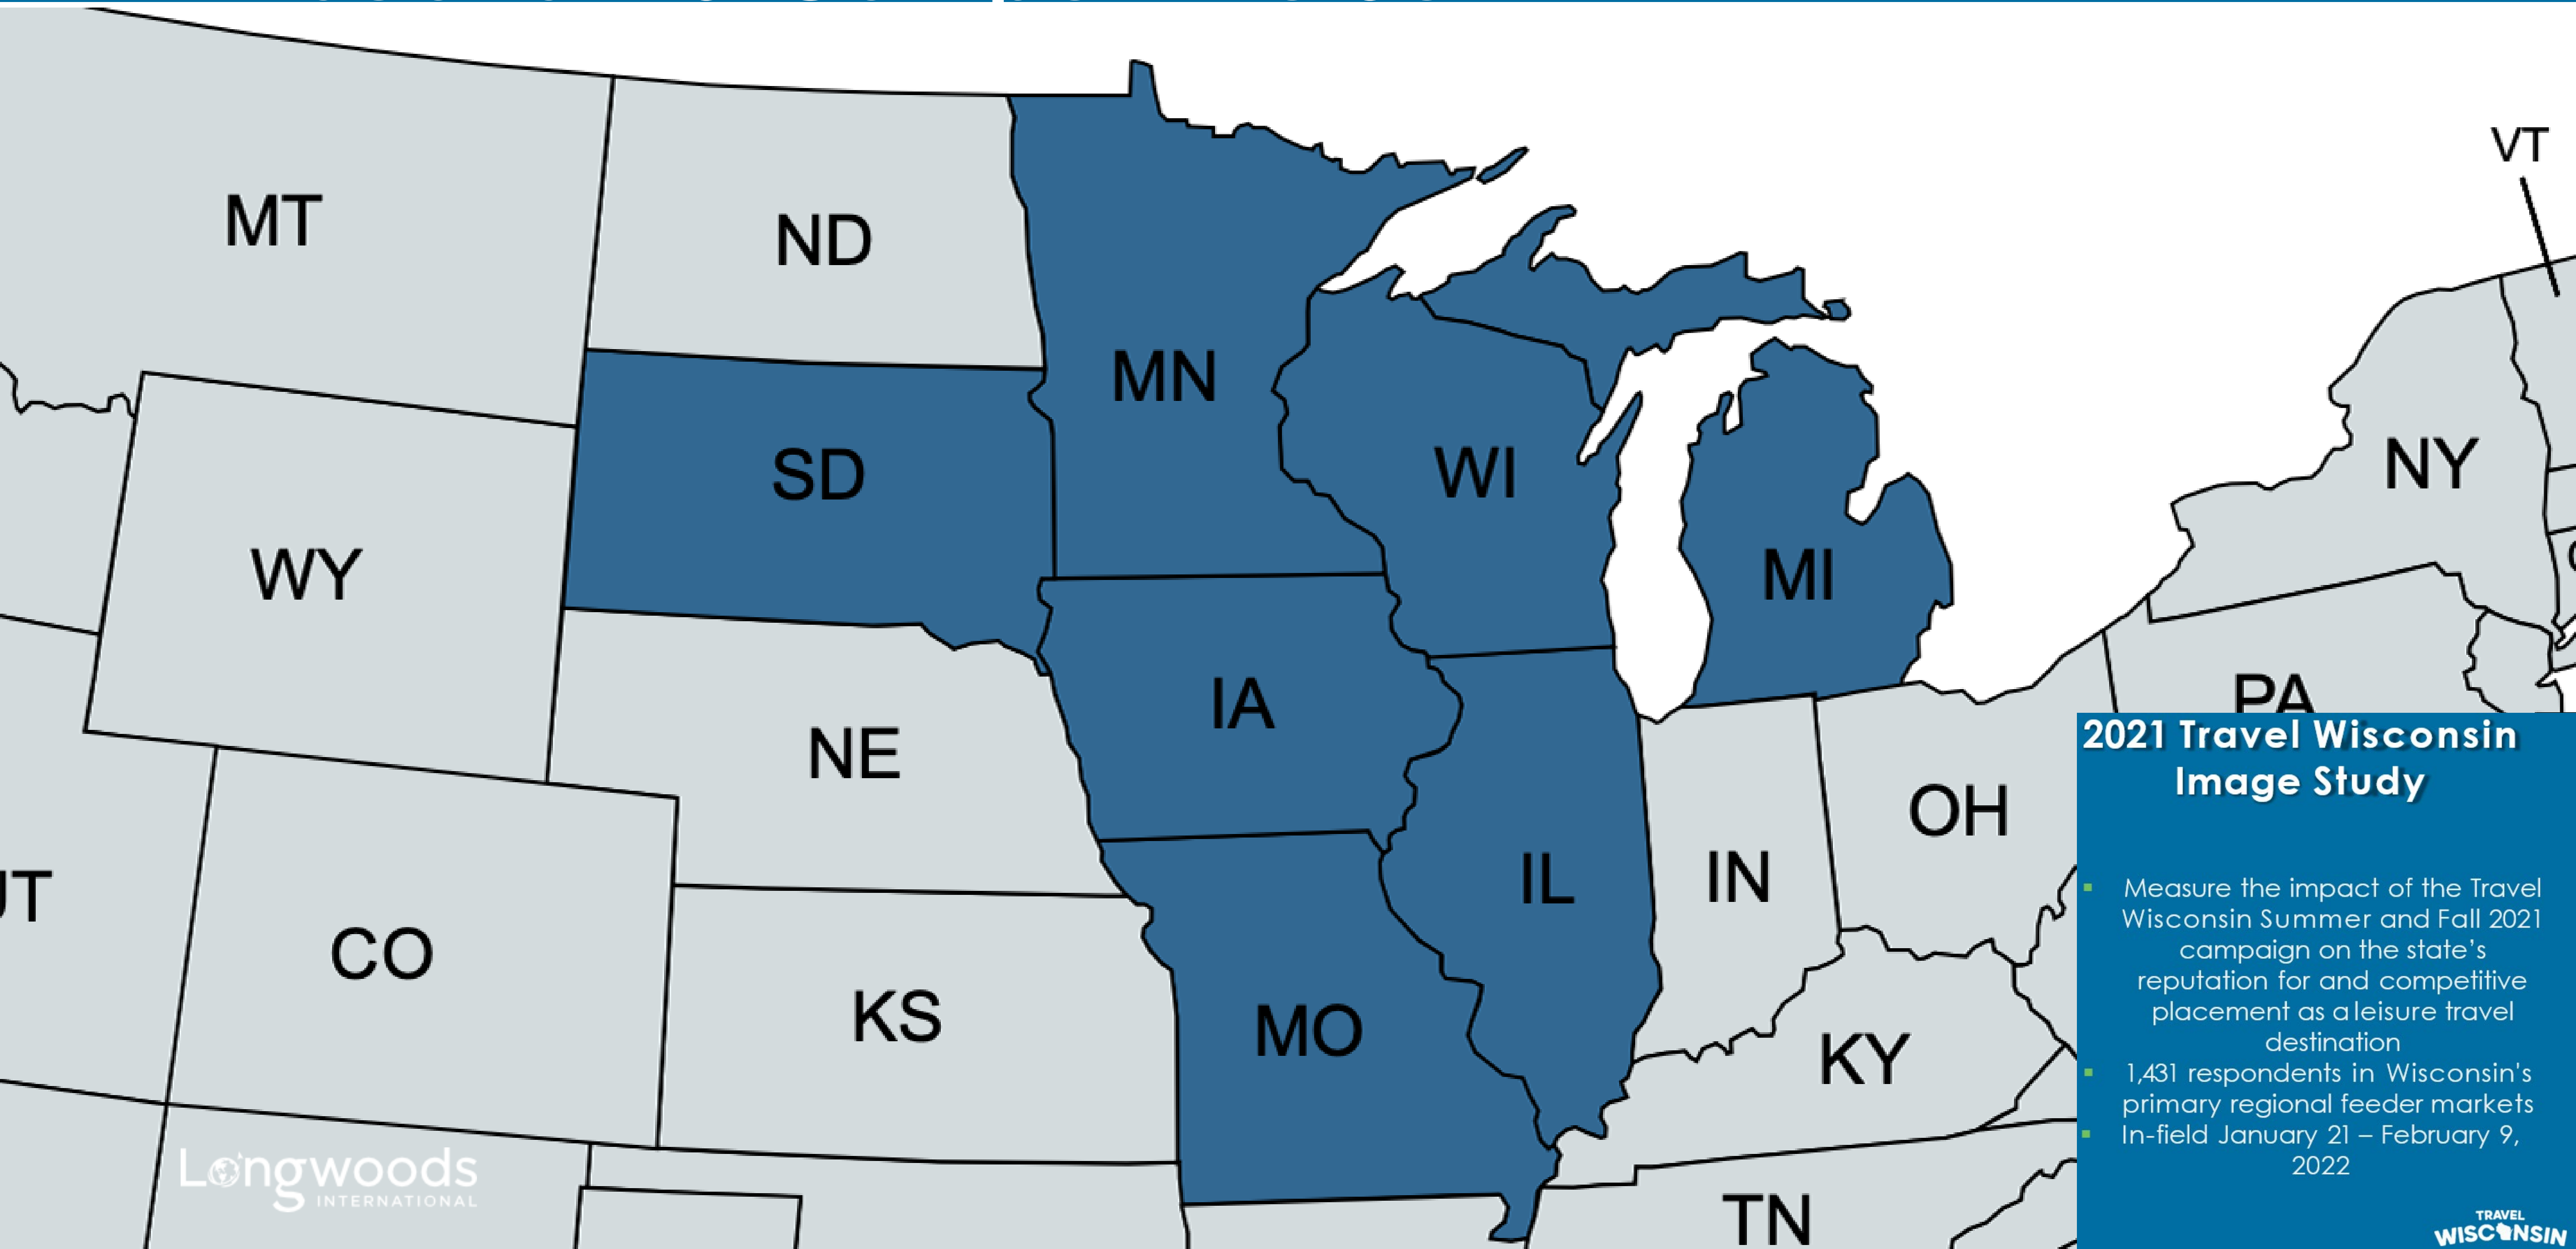 VT
MT
ND
MN
NY
SD
WI
WY
MI
IA
PA
NE
OH
IN
IL
CO
KS
MO
KY
TN
2021 Travel Wisconsin
Image Study
▪ Measure the impact of the Travel
Wisconsin Summer and Fall 2021
campaign on the state's
reputation for and competitive
placement as a leisure travel
destination
▪ 1,431 respondents in Wisconsin's
primary regional feeder markets
▪ In-field January 21 – February 9,
2022
Longwoods
INTERNATIONAL
TRAVEL
WISCONSIN